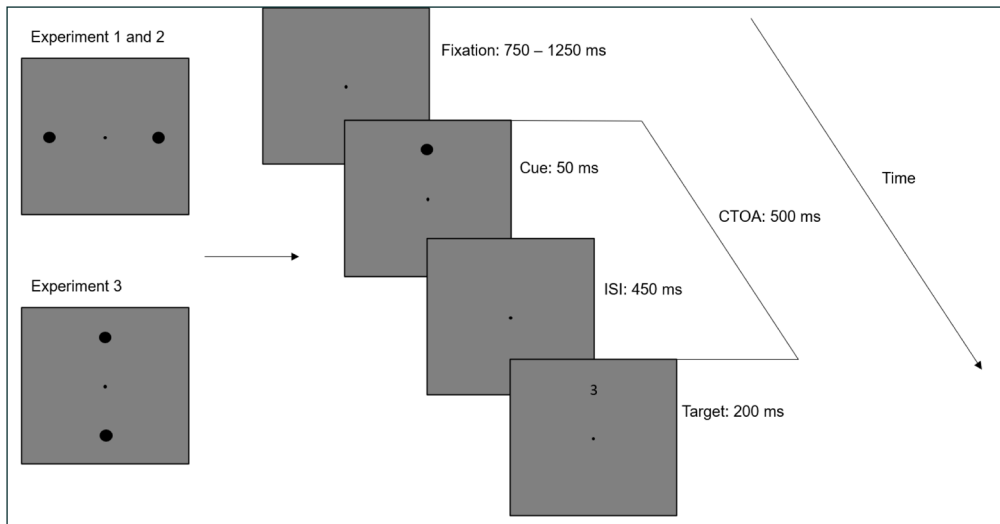 Experiment 1 and 2
Experiment 3
Fixation: 750 – 1250 ms
Cue: 50 ms
ISI: 450 ms
3
Target: 200 ms
CTOA: 500 ms
Time